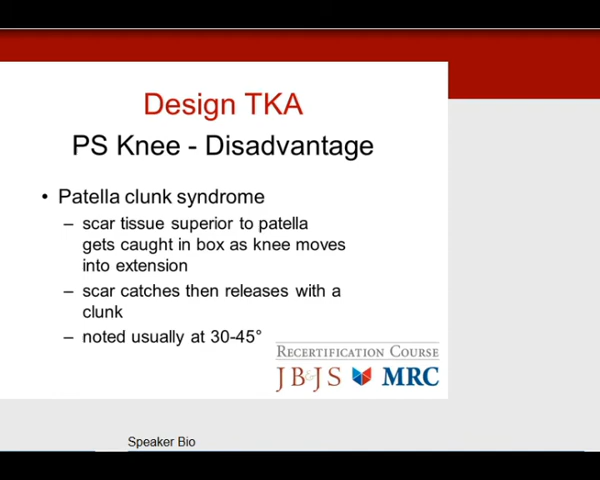 Design TKA
PS Knee - Disadvantage
• Patella clunk syndrome
– scar tissue superior to patella
gets caught in box as knee moves
into extension
– scar catches then releases with a
clunk
– noted usually at 30-45°
RECERTIFICATION COURSE
JB&JS MRC
Speaker Bio